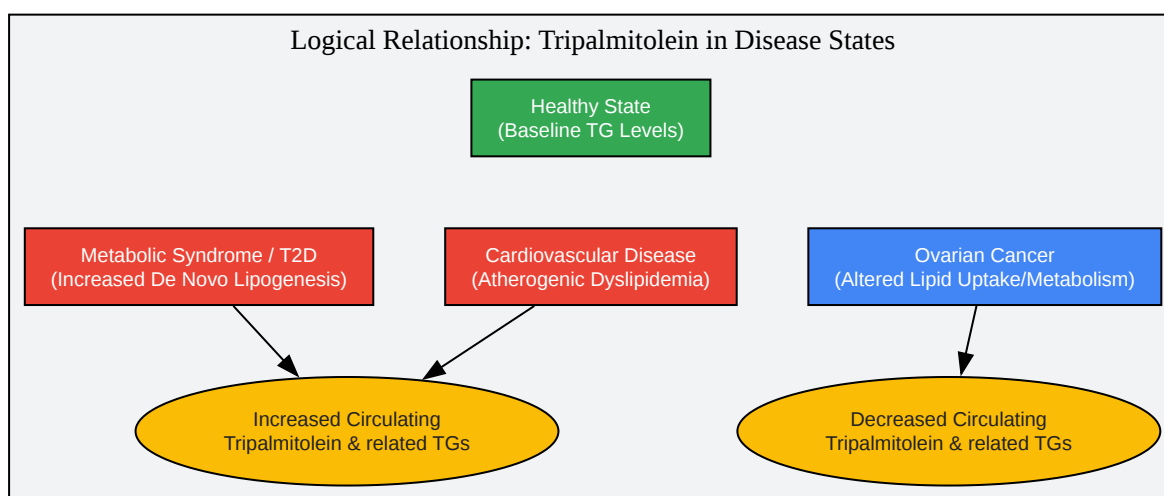 Logical Relationship: Tripalmitolein in Disease States
Healthy State
(Baseline TG Levels)
Metabolic Syndrome / T2D
(Increased De Novo Lipogenesis)
Cardiovascular Disease
(Atherogenic Dyslipidemia)
Ovarian Cancer
(Altered Lipid Uptake/Metabolism)
Increased Circulating
Tripalmitolein & related TGs
Decreased Circulating
Tripalmitolein & related TGs